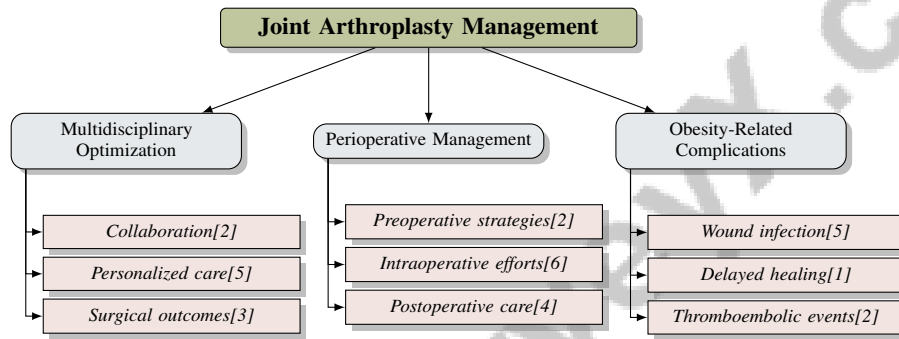 Joint Arthroplasty Management
Multidisciplinary
Optimization
Collaboration[2]
Personalized care[5]
Surgical outcomes[3]
Perioperative Management
Preoperative strategies[2]
Intraoperative efforts[6]
Postoperative care[4]
Obesity-Related
Complications
Wound infection[5]
Delayed healing[1]
Thromboembolic events[2]